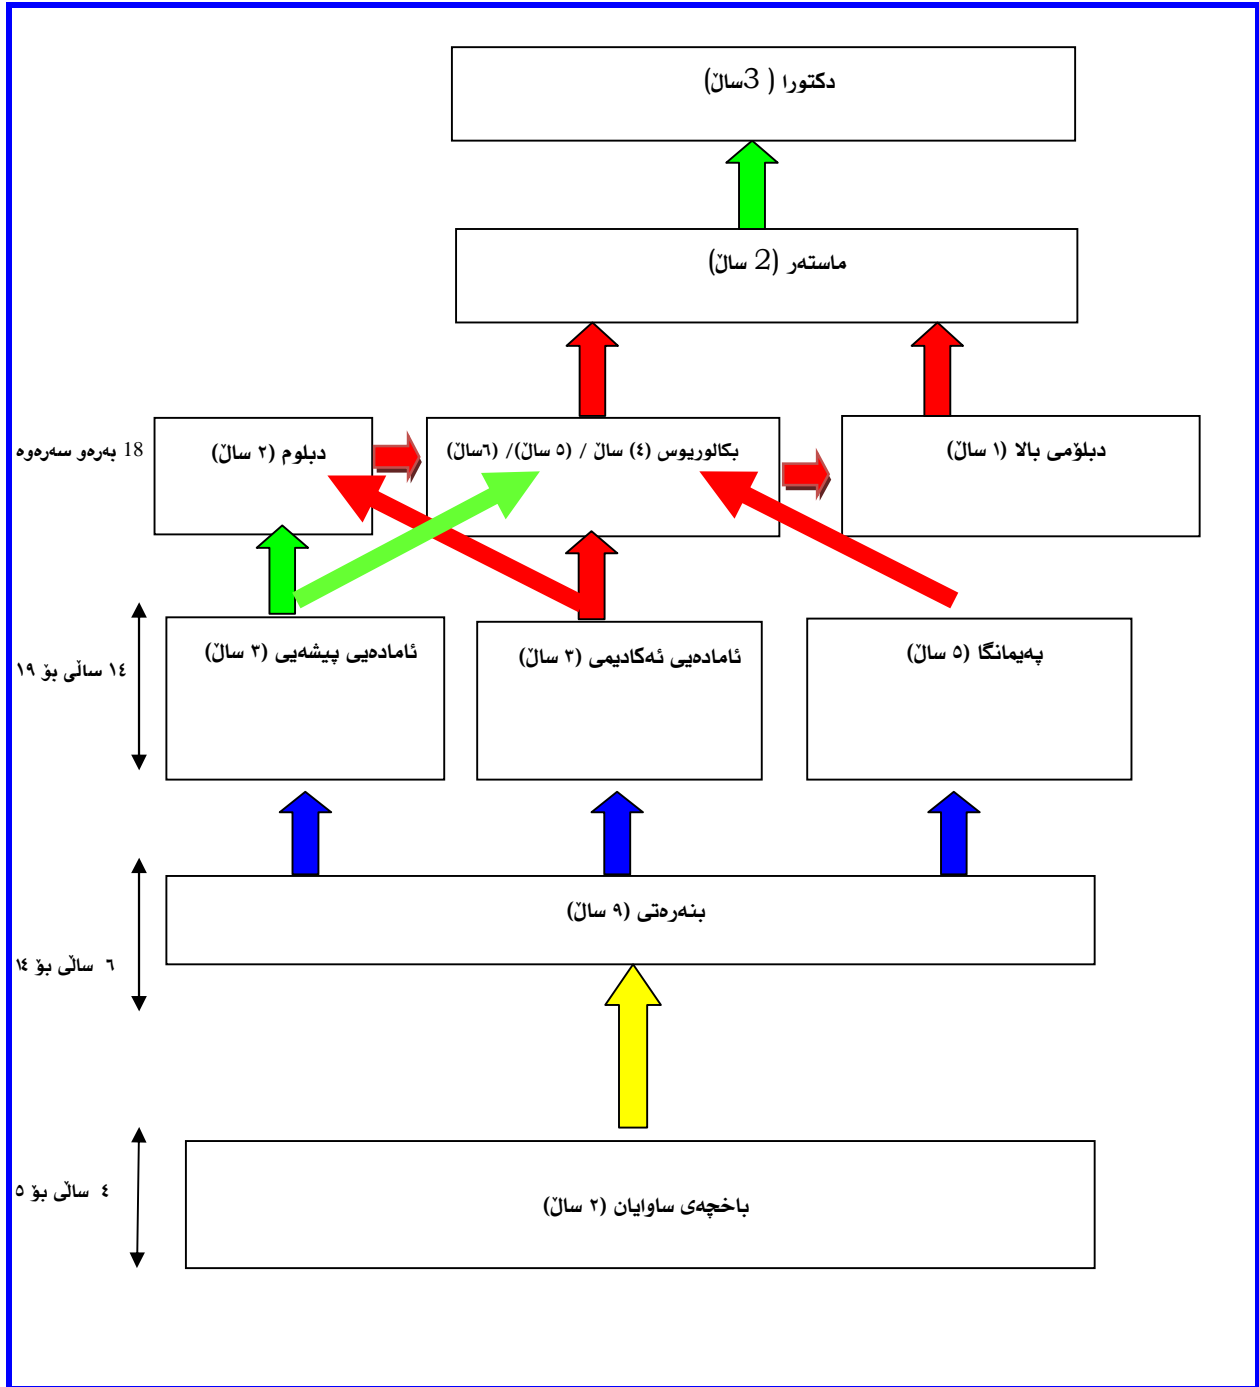 دکتورا ( 3ساڵ)
ماستەر (2 ساڵ)
دبلۆمی بالا (١ ساڵ)
بکالوریوس (٤) ساڵ / (٥ ساڵ)/ (٦ساڵ)
دبلوم (٢ ساڵ)
18 بەرەو سەرەوە
پەیمانگا (٥ ساڵ)
ئامادەیی ئەکادیمی (٣ ساڵ)
ئامادەیی پیشەیی (٣ ساڵ)
١٤ ساڵی بۆ ١٩
بنەرەتی (٩ ساڵ)
٦ ساڵی بۆ ١٤
باخچەی ساوایان (٢ ساڵ)
٤ ساڵی بۆ ٥